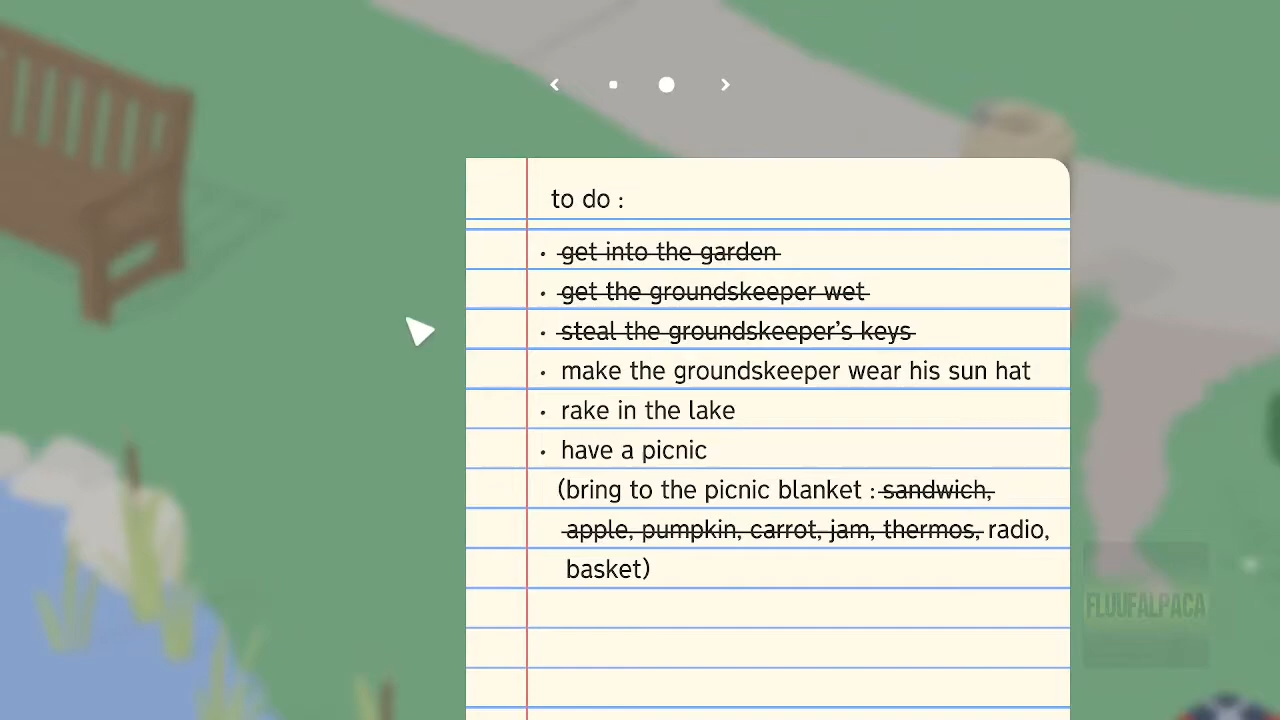 to do :
• get into the garden
• get the groundskeeper wet
• steal the groundskeeper's keys
• make the groundskeeper wear his sun hat
• rake in the lake
• have a picnic
(bring to the picnic blanket : sandwich,
apple, pumpkin, carrot, jam, thermos, radio,
basket)
FLUUFALPACA